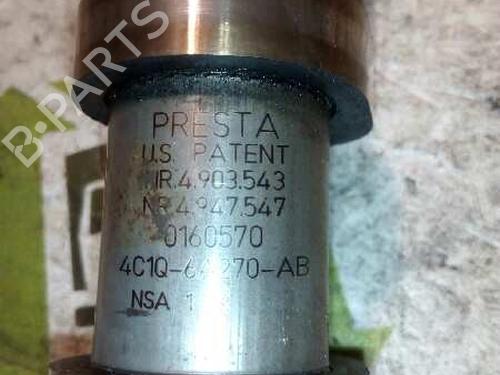 B-PARTS
PRESTA
U.S. PATENT
NR.4.903.543
NR.4.947.547
0160570
4C1Q-6A270-AB
NSA 1